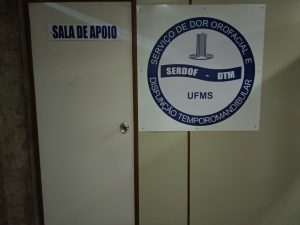 SALA DE APOIO
SERVIÇO DE DOR OROFACIAL E
DISFUNÇÃO TEMPOROMANDIBULAR
SERDOF - DTM
UFMS